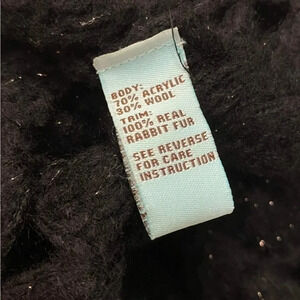 BODY:
70% ACRYLIC
30% WOOL
TRIM:
100% REAL
RABBIT FUR
SEE REVERSE
FOR CARE
INSTRUCTION